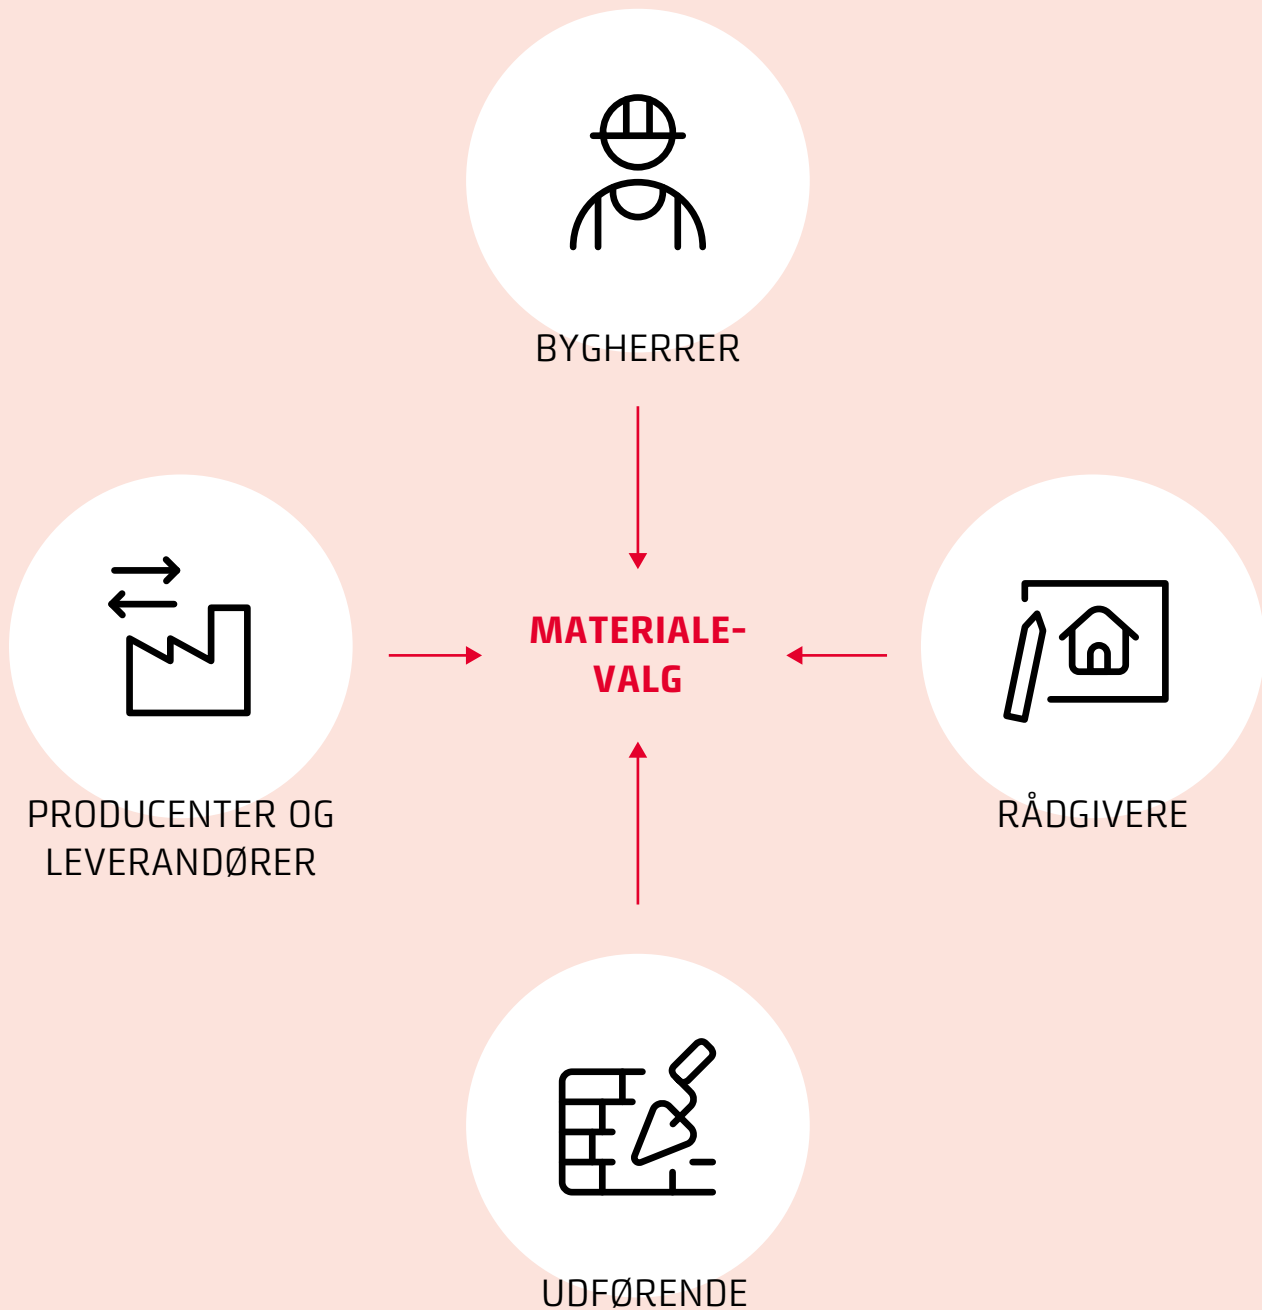 BYGHERRER
MATERIALE-
VALG
PRODUCENTER OG
LEVERANDØRER
RÅDGIVERE
UDFØRENDE